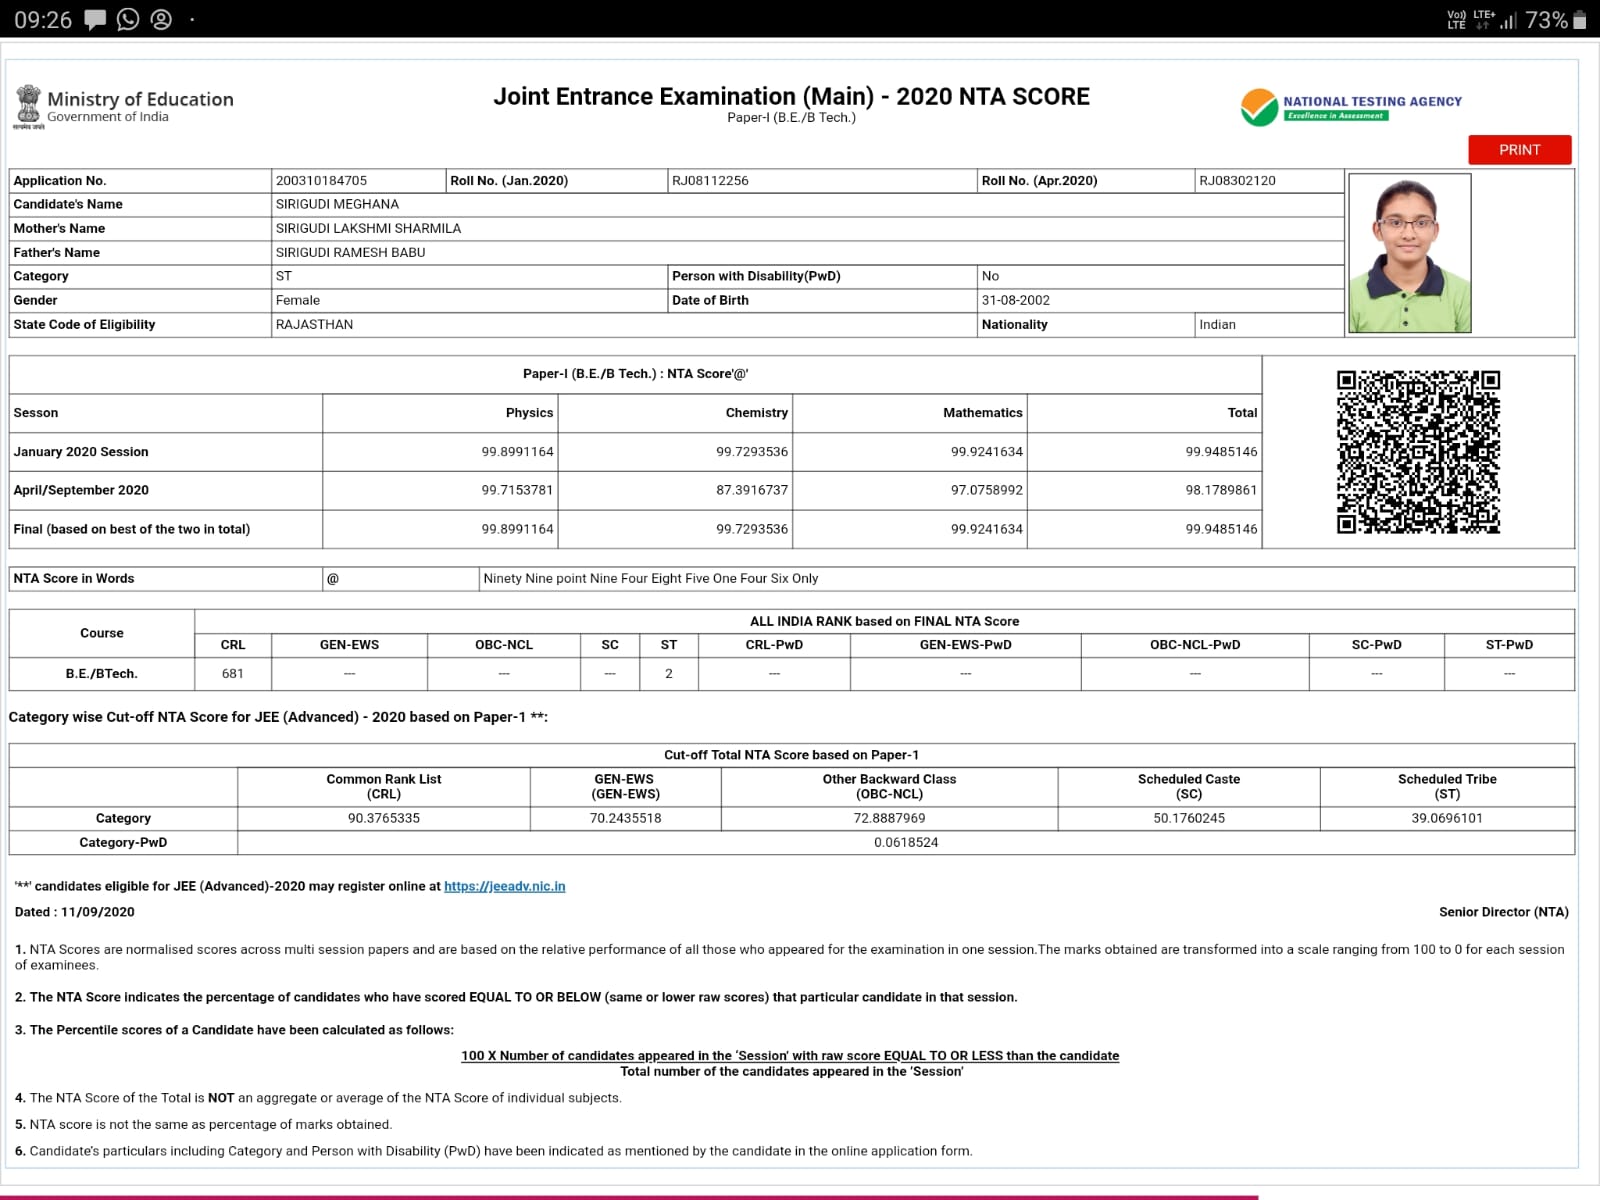 09:26
Vo)) LTE LTE+ 73%
Ministry of Education
Government of India
सत्यमेव जयते
Joint Entrance Examination (Main) - 2020 NTA SCORE
Paper-I (B.E./B Tech.)
NATIONAL TESTING AGENCY
Excellence in Assessment
PRINT
Application No. 200310184705 Roll No. (Jan.2020) RJ08112256 Roll No. (Apr.2020) RJ08302120
Candidate's Name SIRIGUDI MEGHANA
Mother's Name SIRIGUDI LAKSHMI SHARMILA
Father's Name SIRIGUDI RAMESH BABU
Category ST Person with Disability(PwD) No
Gender Female Date of Birth 31-08-2002
State Code of Eligibility RAJASTHAN Nationality Indian
Paper-I (B.E./B Tech.) : NTA Score'@'
Sesson Physics Chemistry Mathematics Total
January 2020 Session 99.8991164 99.7293536 99.9241634 99.9485146
April/September 2020 99.7153781 87.3916737 97.0758992 98.1789861
Final (based on best of the two in total) 99.8991164 99.7293536 99.9241634 99.9485146
NTA Score in Words @ Ninety Nine point Nine Four Eight Five One Four Six Only
Course ALL INDIA RANK based on FINAL NTA Score
CRL GEN-EWS OBC-NCL SC ST CRL-PwD GEN-EWS-PwD OBC-NCL-PwD SC-PwD ST-PwD
B.E./BTech. 681 --- --- --- 2 --- --- --- --- ---
Category wise Cut-off NTA Score for JEE (Advanced) - 2020 based on Paper-1 **:
Cut-off Total NTA Score based on Paper-1
Common Rank List GEN-EWS Other Backward Class Scheduled Caste Scheduled Tribe
(CRL) (GEN-EWS) (OBC-NCL) (SC) (ST)
Category 90.3765335 70.2435518 72.8887969 50.1760245 39.0696101
Category-PwD 0.0618524
'**' candidates eligible for JEE (Advanced)-2020 may register online at https://jeeadv.nic.in
Dated : 11/09/2020 Senior Director (NTA)
1. NTA Scores are normalised scores across multi session papers and are based on the relative performance of all those who appeared for the examination in one session.The marks obtained are transformed into a scale ranging from 100 to 0 for each session
of examinees.
2. The NTA Score indicates the percentage of candidates who have scored EQUAL TO OR BELOW (same or lower raw scores) that particular candidate in that session.
3. The Percentile scores of a Candidate have been calculated as follows:
100 X Number of candidates appeared in the 'Session' with raw score EQUAL TO OR LESS than the candidate
Total number of the candidates appeared in the 'Session'
4. The NTA Score of the Total is NOT an aggregate or average of the NTA Score of individual subjects.
5. NTA score is not the same as percentage of marks obtained.
6. Candidate's particulars including Category and Person with Disability (PwD) have been indicated as mentioned by the candidate in the online application form.